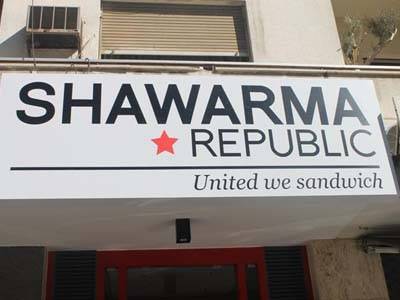 SHAWARMA
REPUBLIC
United we sandwich